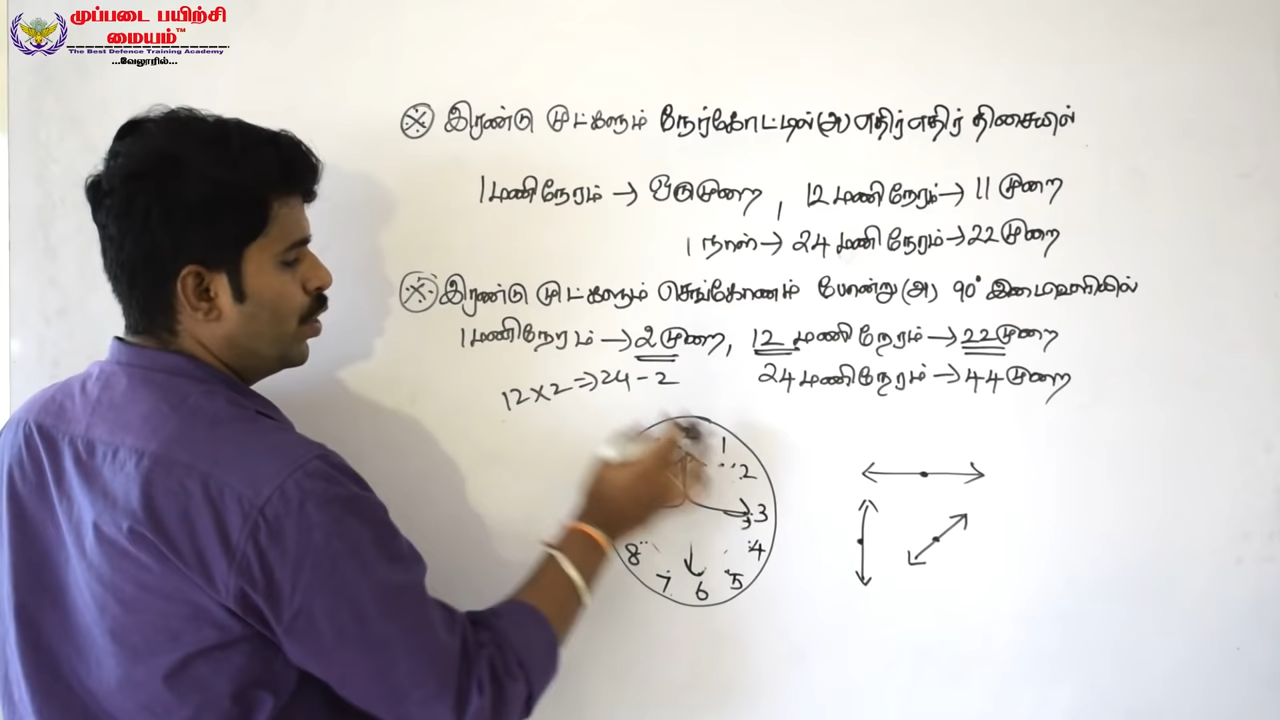 முப்படை பயிற்சி
மையம்™
The Best Defence Training Academy
...வேலூரில்...
இரண்டு முட்களும் நேர்கோட்டில் (அ) எதிர்எதிர் திசையில்
1 மணிநேரம் → ஒருமுறை, 12 மணிநேரம் → 11 முறை
1 நாள் → 24 மணிநேரம் → 22 முறை
இரண்டு முட்களும் செங்கோணம் போன்று (அ) 90° இடைவெளியில்
1 மணிநேரம் → 2 முறை, 12 மணிநேரம் → 22 முறை
12×2 ⇒ 24 - 2 24 மணிநேரம் → 44 முறை
1
2
3
4
5
6
7
8